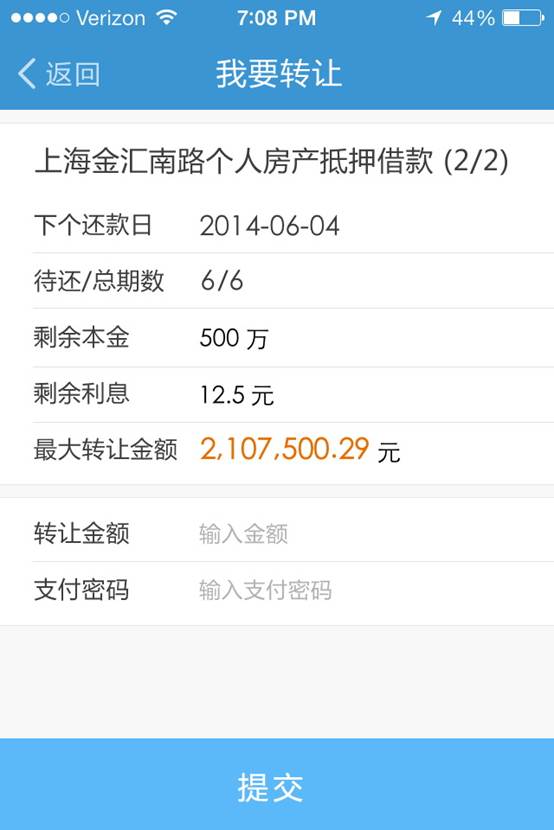 Verizon 7:08 PM 44%
返回 我要转让
上海金汇南路个人房产抵押借款 (2/2)
下个还款日 2014-06-04
待还/总期数 6/6
剩余本金 500 万
剩余利息 12.5 元
最大转让金额 2,107,500.29 元
转让金额 输入金额
支付密码 输入支付密码
提交